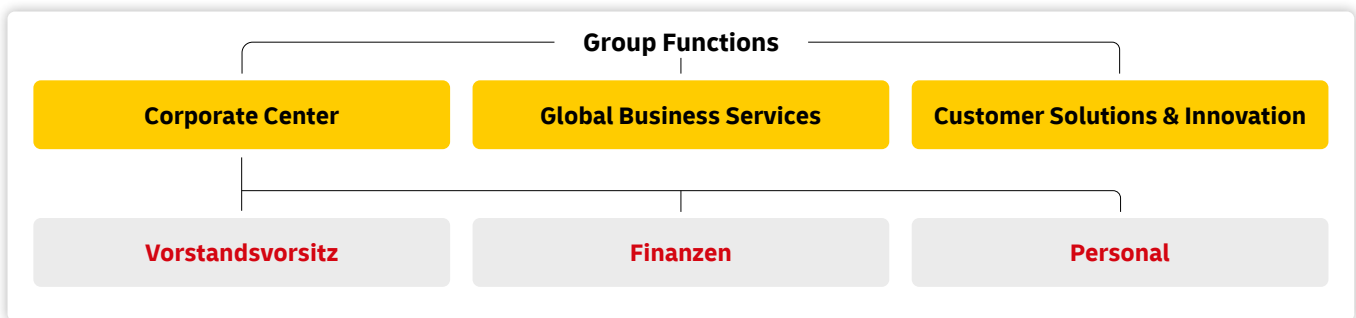 Group Functions
Corporate Center
Global Business Services
Customer Solutions & Innovation
Vorstandsvorsitz
Finanzen
Personal